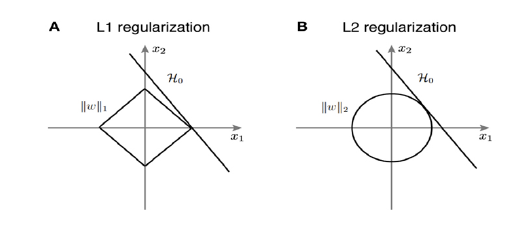 A L1 regularization
B L2 regularization
x₂
ℋ₀
‖w‖₁
x₁
x₂
ℋ₀
‖w‖₂
x₁